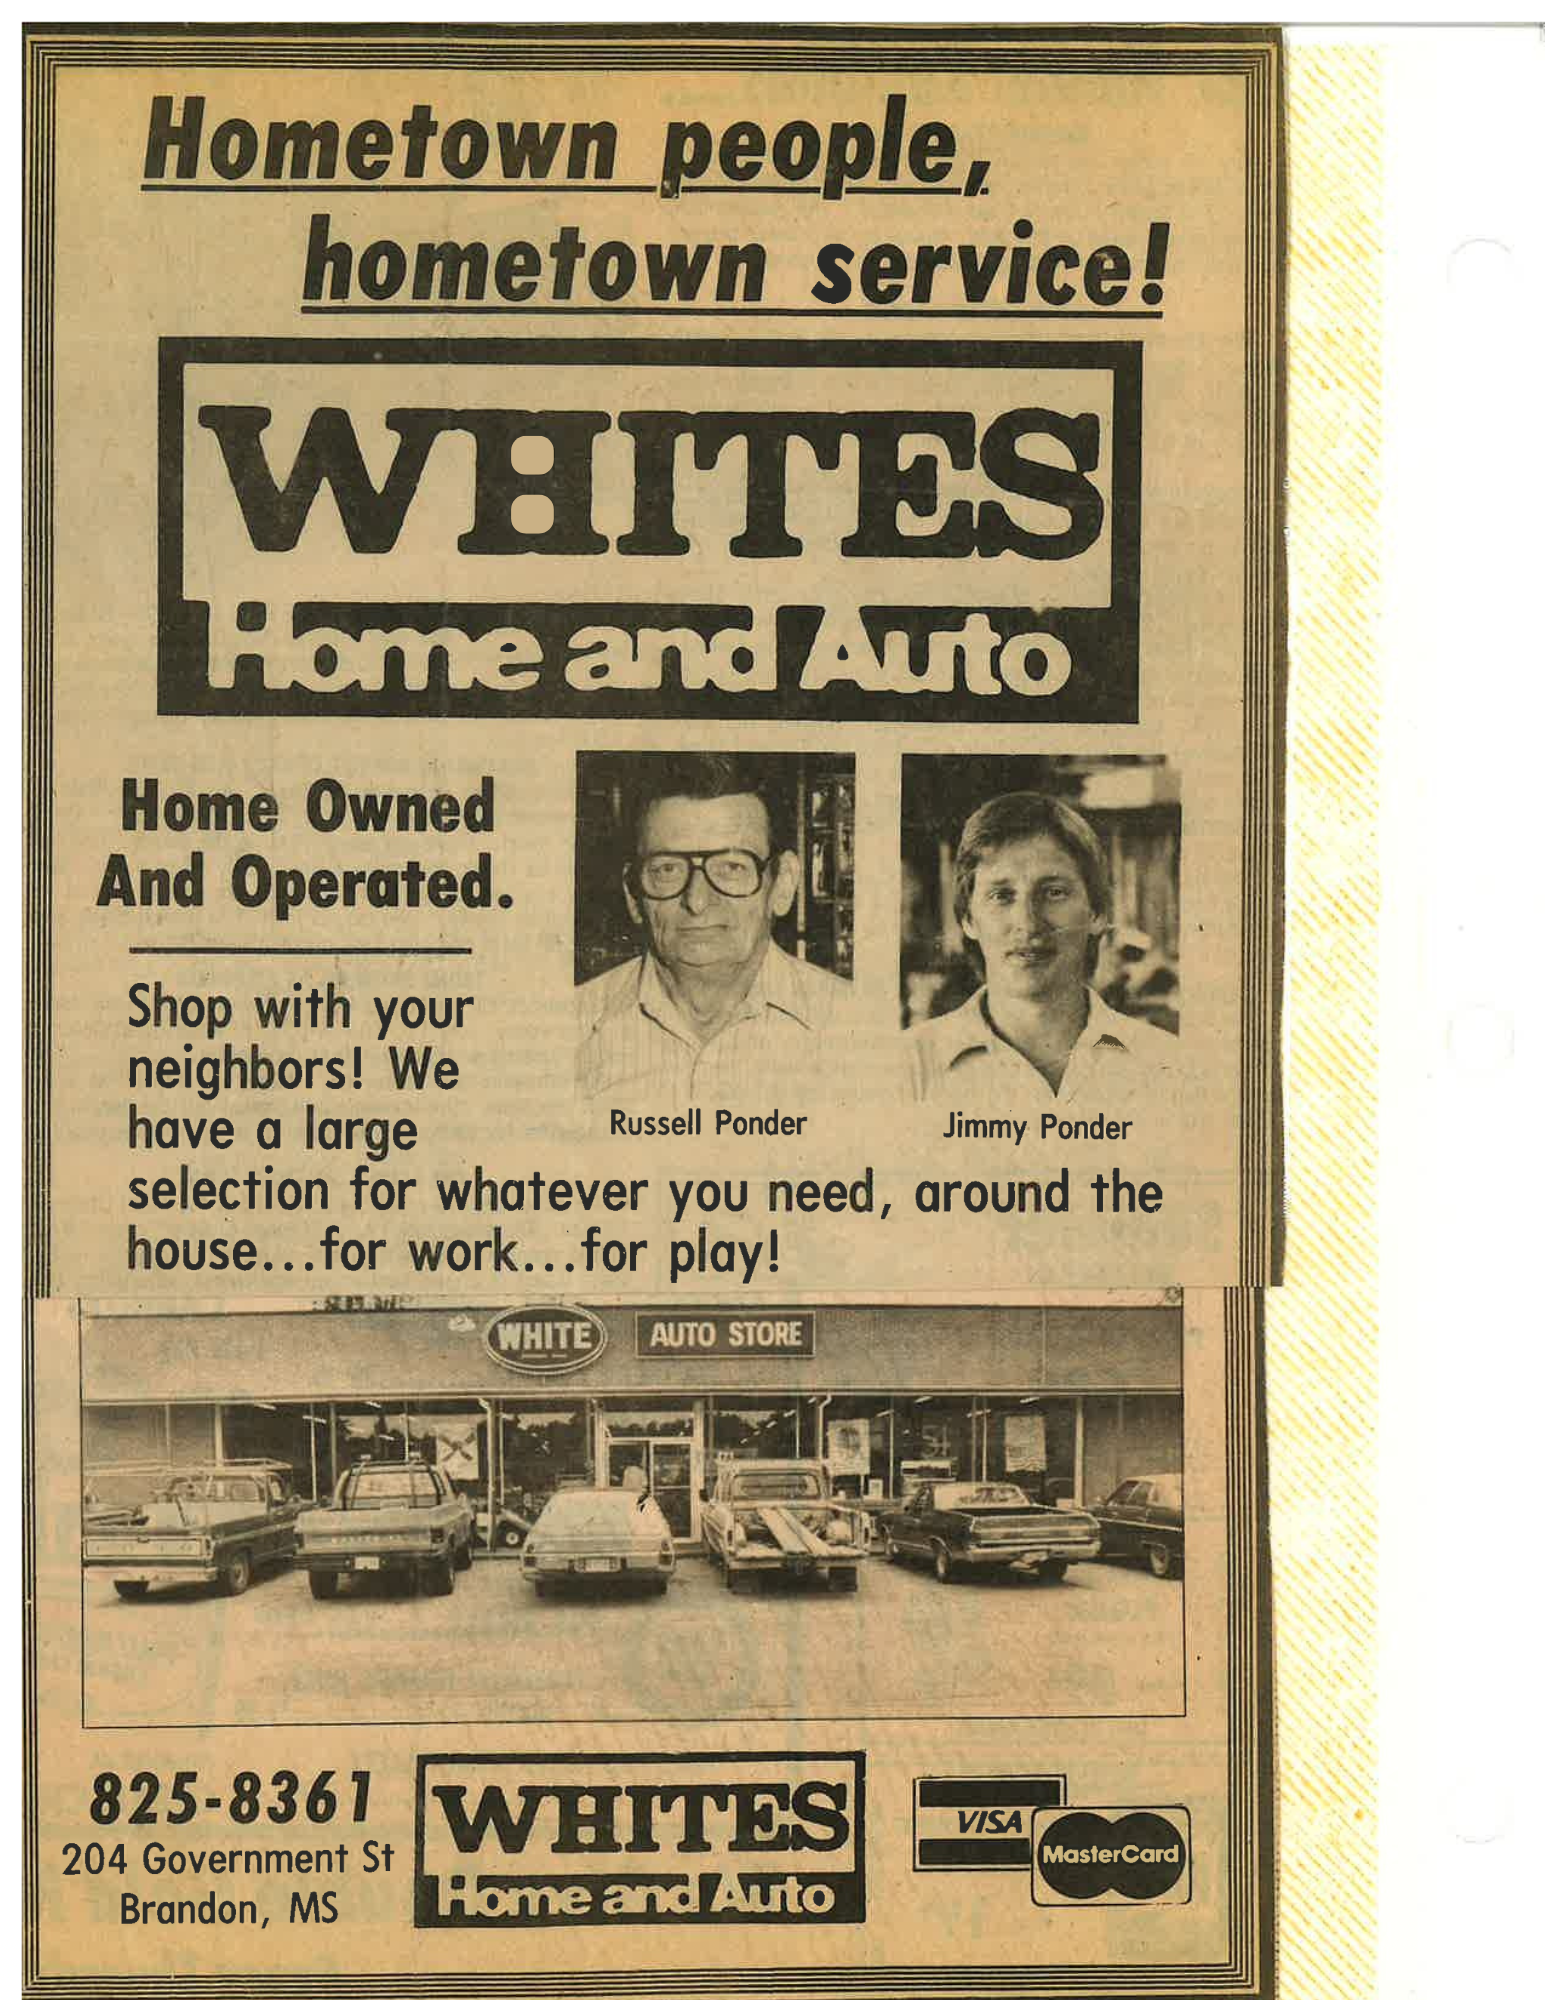 Hometown people,
hometown service!
WHITES
Home and Auto
Home Owned
And Operated.
Shop with your
neighbors! We
have a large
selection for whatever you need, around the
house...for work...for play!
Russell Ponder
Jimmy Ponder
WHITE
AUTO STORE
825-8361
204 Government St
Brandon, MS
WHITES
Home and Auto
VISA
MasterCard